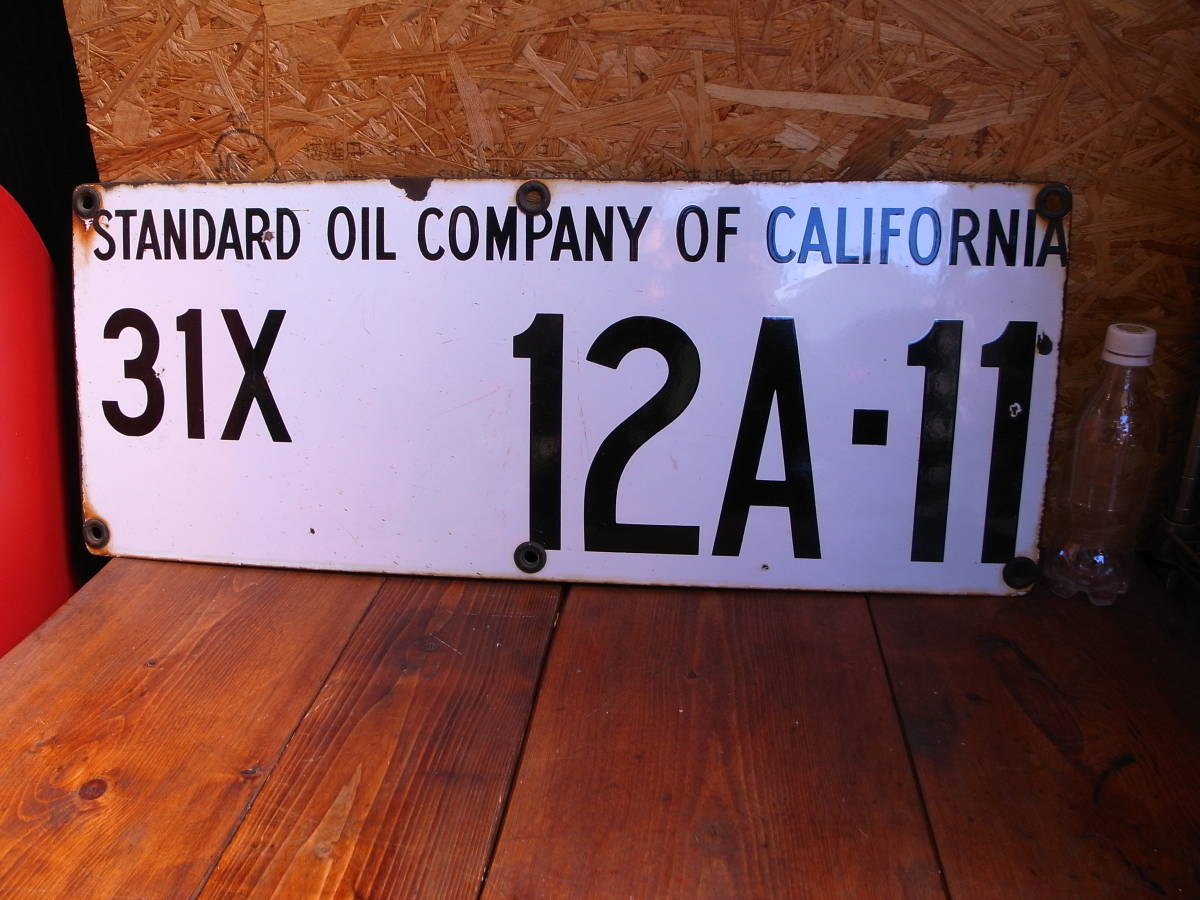 STANDARD OIL COMPANY OF CALIFORNIA
31X 12A-11